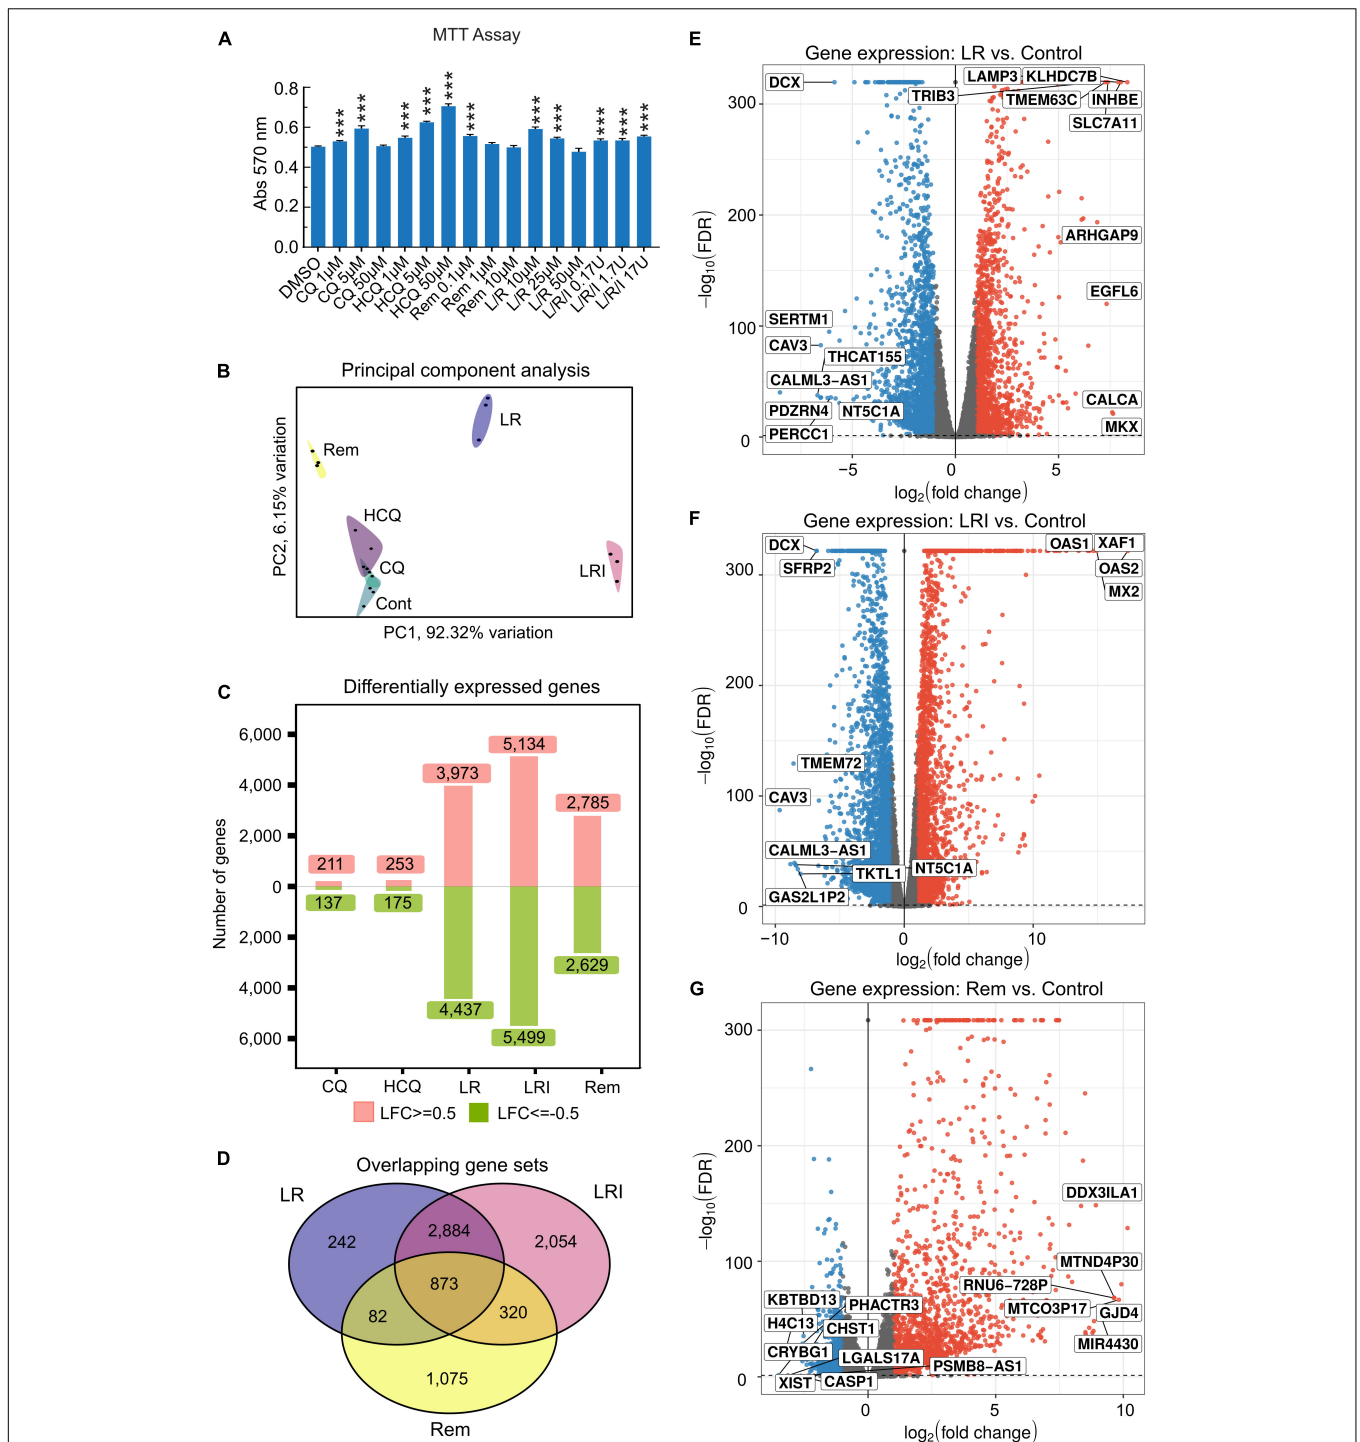 A
MTT Assay
Abs 570 nm
0.8
0.6
0.4
0.2
0.0
*** *** *** *** *** *** *** *** *** *** ***
DMSO
CQ 1µM
CQ 5µM
CQ 50µM
HCQ 1µM
HCQ 5µM
HCQ 50µM
Rem 0.1µM
Rem 1µM
Rem 10µM
L/R 10µM
L/R 25µM
L/R 50µM
L/R/I 0.17U
L/R/I 1.7U
L/R/I 17U
B
Principal component analysis
PC2, 6.15% variation
LR
Rem
HCQ
CQ
Cont
LRI
PC1, 92.32% variation
C
Differentially expressed genes
Number of genes
6,000
4,000
2,000
0
2,000
4,000
6,000
211
253
3,973
5,134
2,785
137
175
4,437
5,499
2,629
CQ HCQ LR LRI Rem
LFC>=0.5 LFC<=-0.5
D
Overlapping gene sets
LR
LRI
242
2,884
2,054
873
82
320
1,075
Rem
E
Gene expression: LR vs. Control
−log10(FDR)
300
200
100
0
DCX
LAMP3
KLHDC7B
TRIB3
TMEM63C
INHBE
SLC7A11
ARHGAP9
EGFL6
SERTM1
CAV3
THCAT155
CALML3−AS1
PDZRN4
NT5C1A
PERCC1
CALCA
MKX
−5 0 5
log2(fold change)
F
Gene expression: LRI vs. Control
−log10(FDR)
300
200
100
0
DCX
SFRP2
OAS1
XAF1
OAS2
MX2
TMEM72
CAV3
CALML3−AS1
TKTL1
NT5C1A
GAS2L1P2
−10 0 10
log2(fold change)
G
Gene expression: Rem vs. Control
−log10(FDR)
300
200
100
0
DDX3ILA1
MTND4P30
RNU6−728P
MTCO3P17
GJD4
MIR4430
KBTBD13
PHACTR3
H4C13
CHST1
CRYBG1
LGALS17A
PSMB8−AS1
XIST
CASP1
0 5 10
log2(fold change)